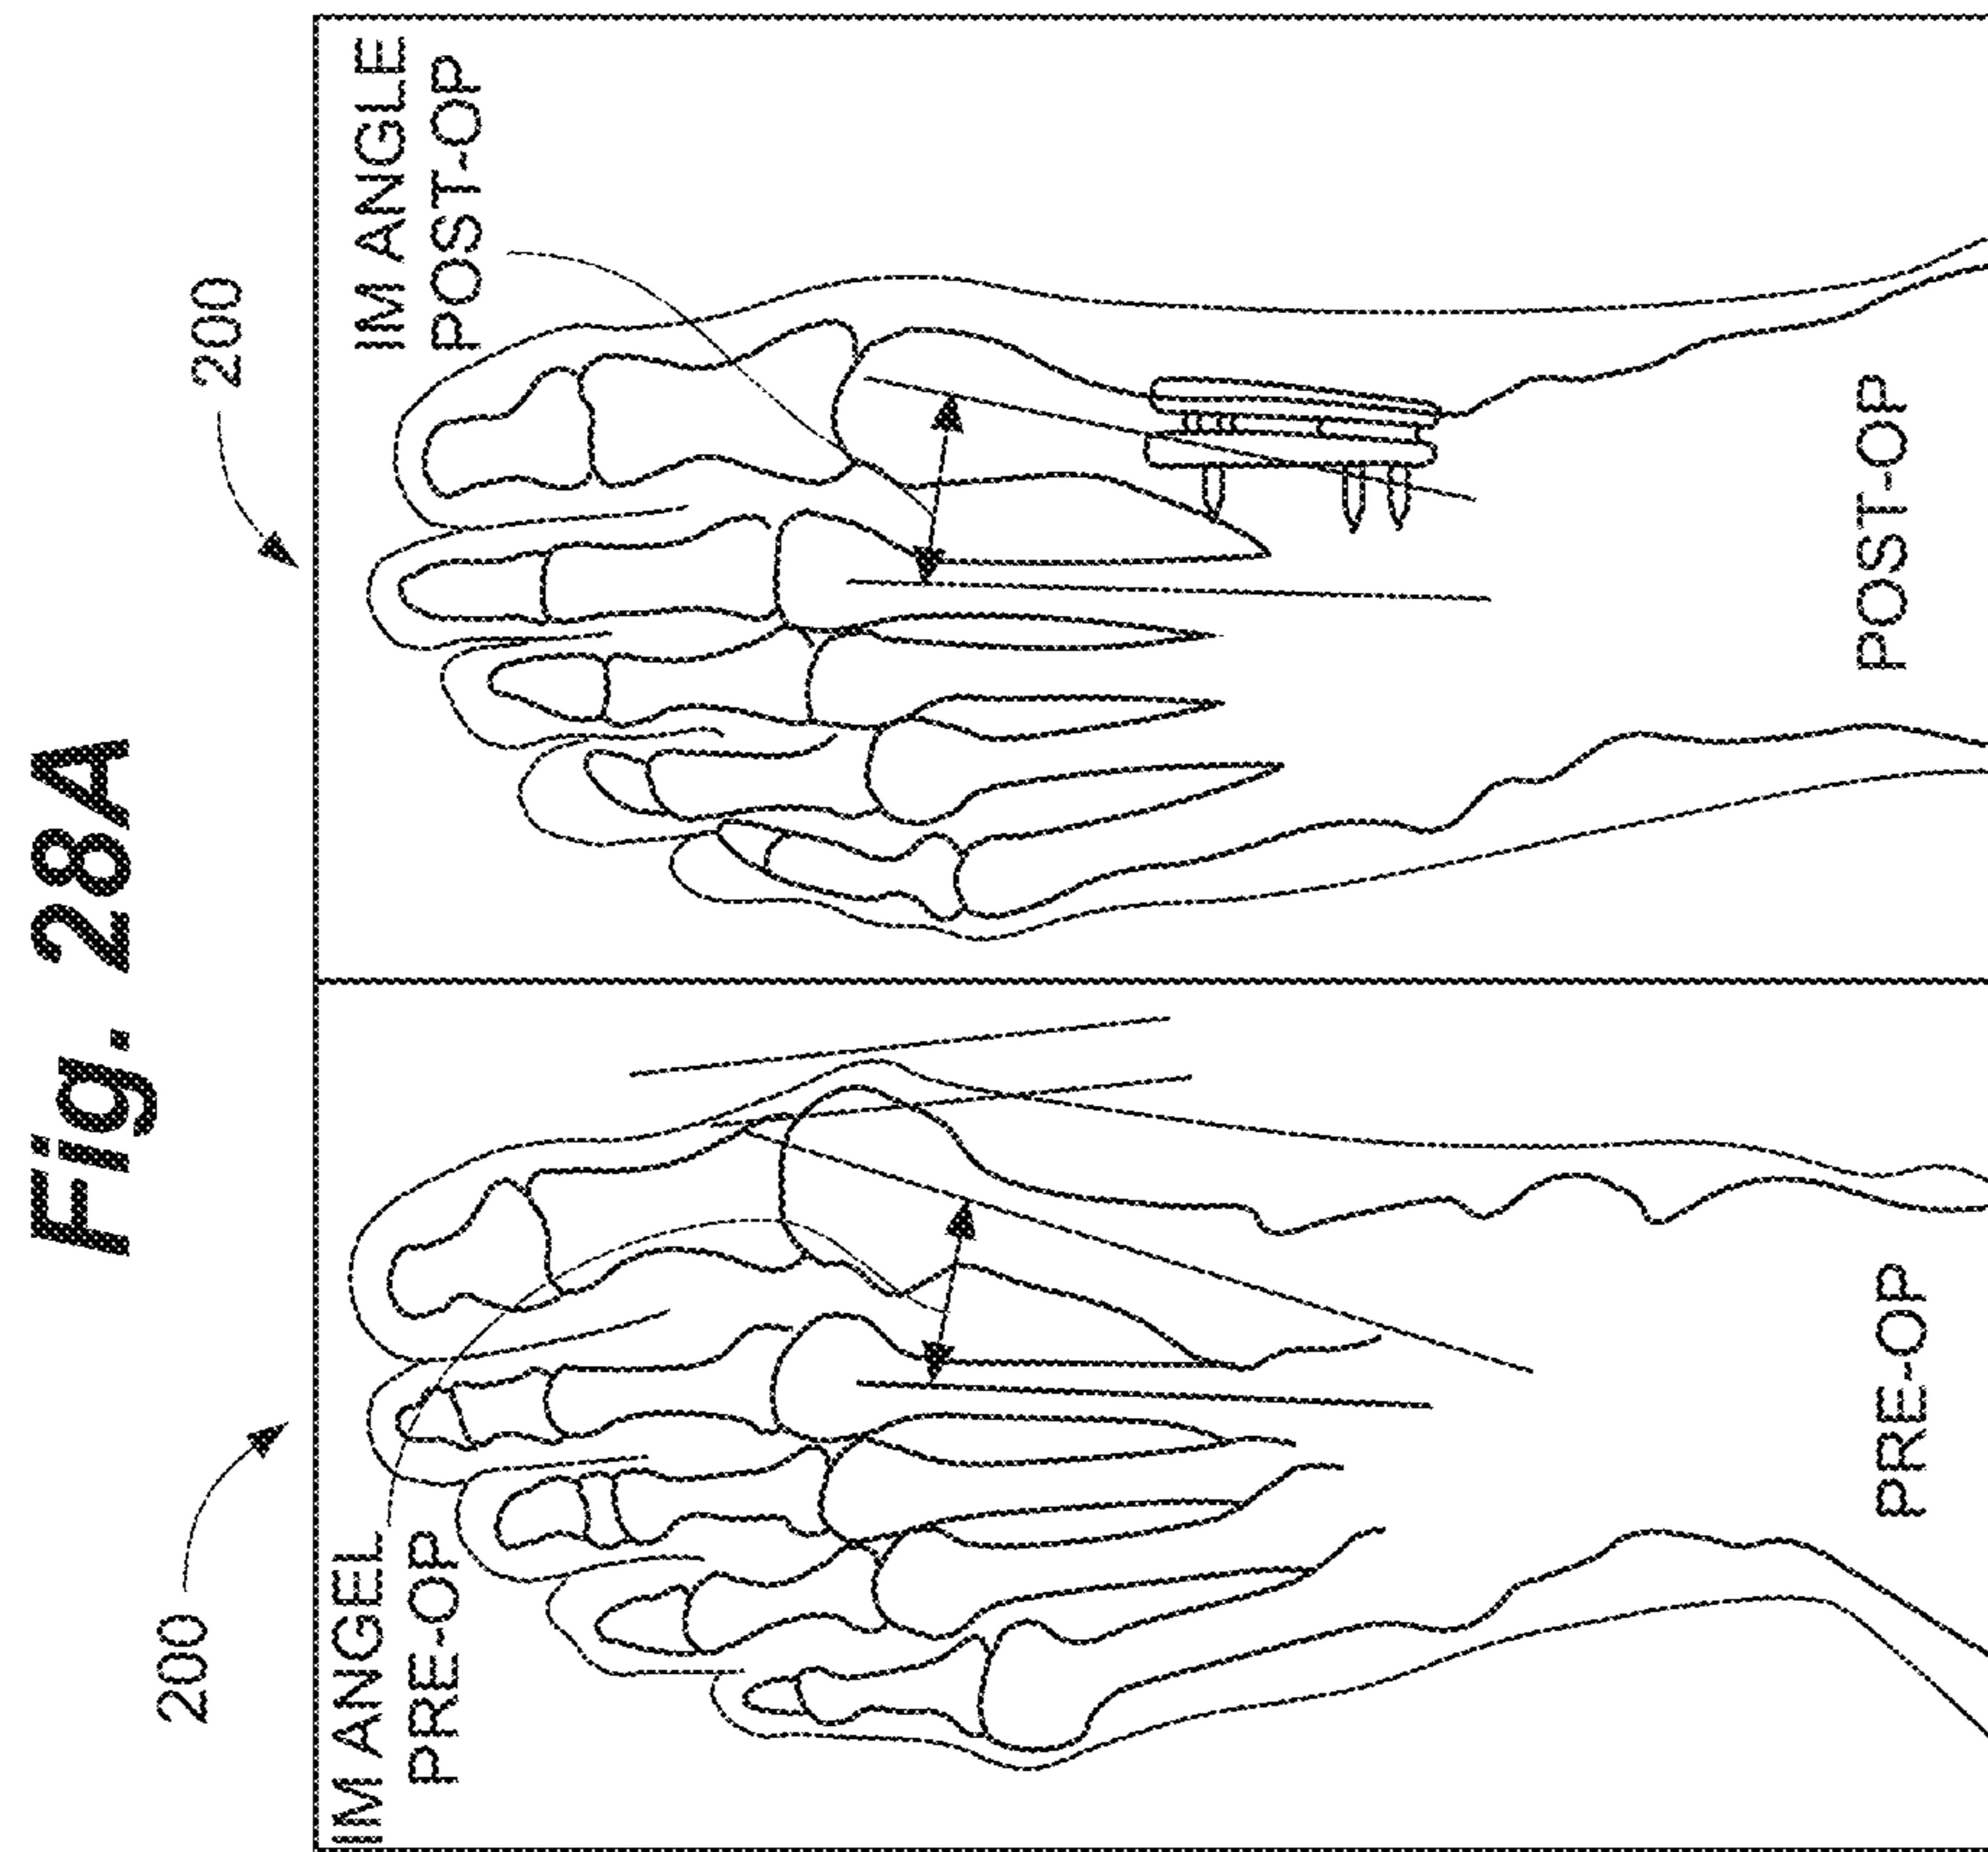 Fig. 28A
200
200
IM ANGEL
PRE-OP
IM ANGLE
POST-OP
PRE-OP
POST-OP